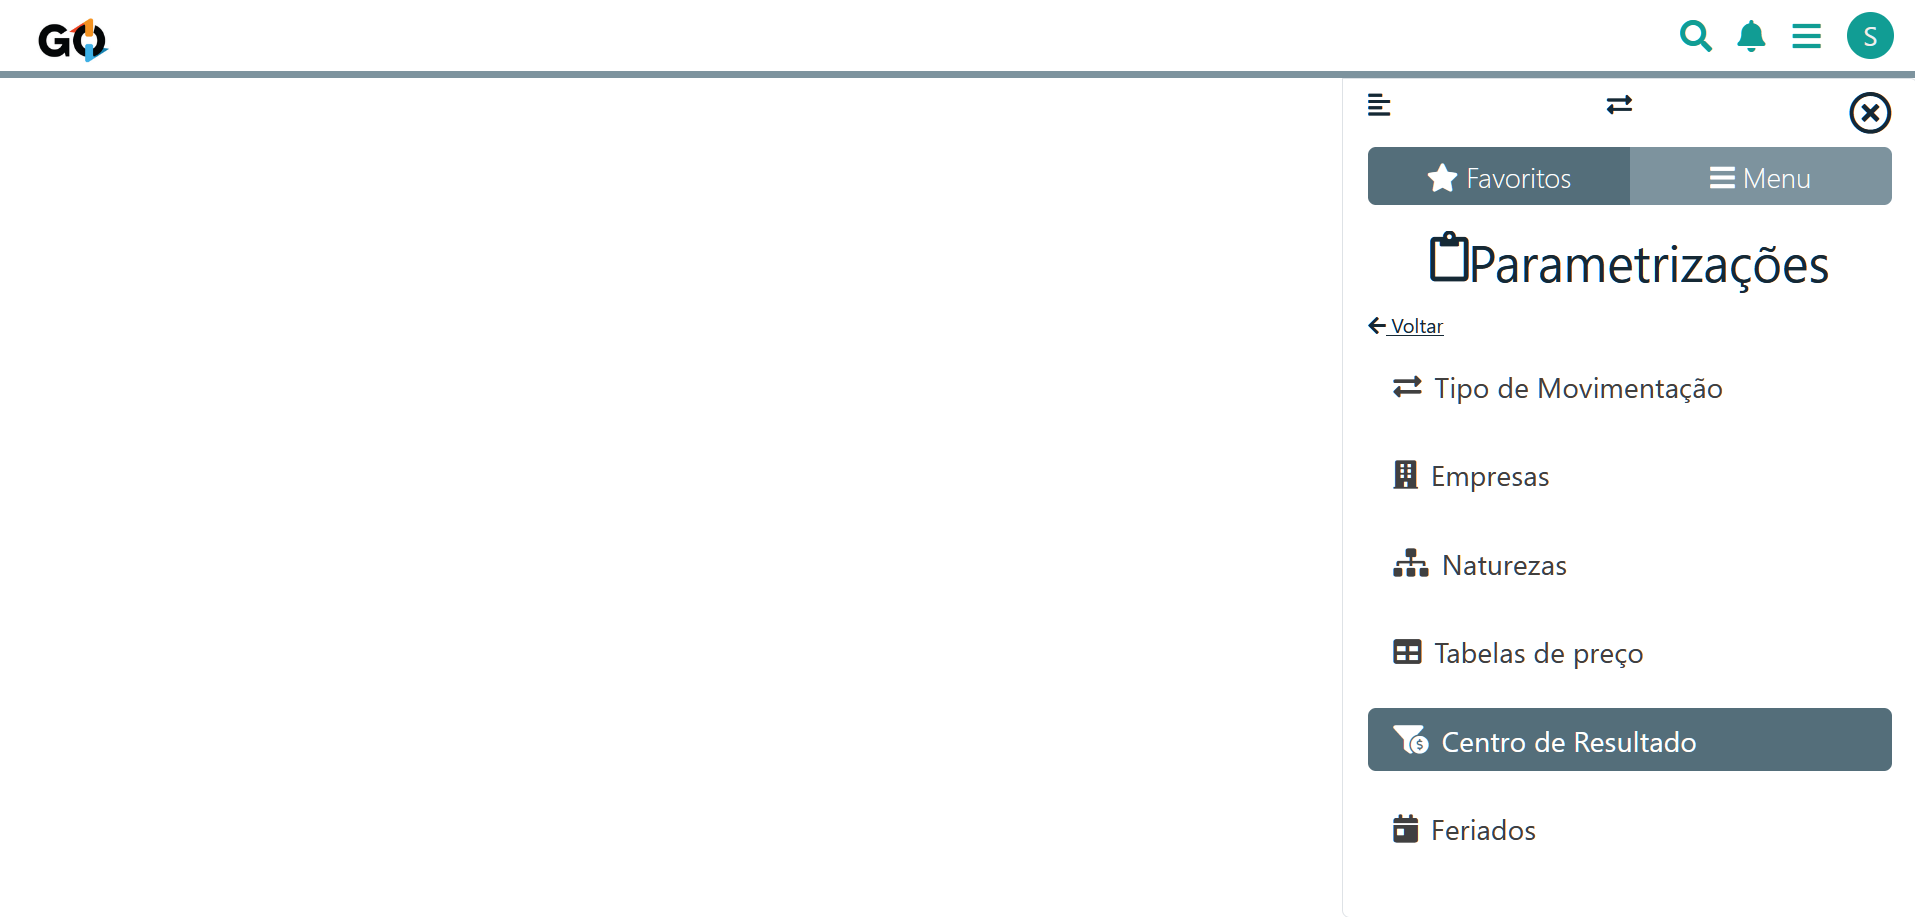 GO
S
Favoritos
Menu
Parametrizações
Voltar
Tipo de Movimentação
Empresas
Naturezas
Tabelas de preço
Centro de Resultado
Feriados